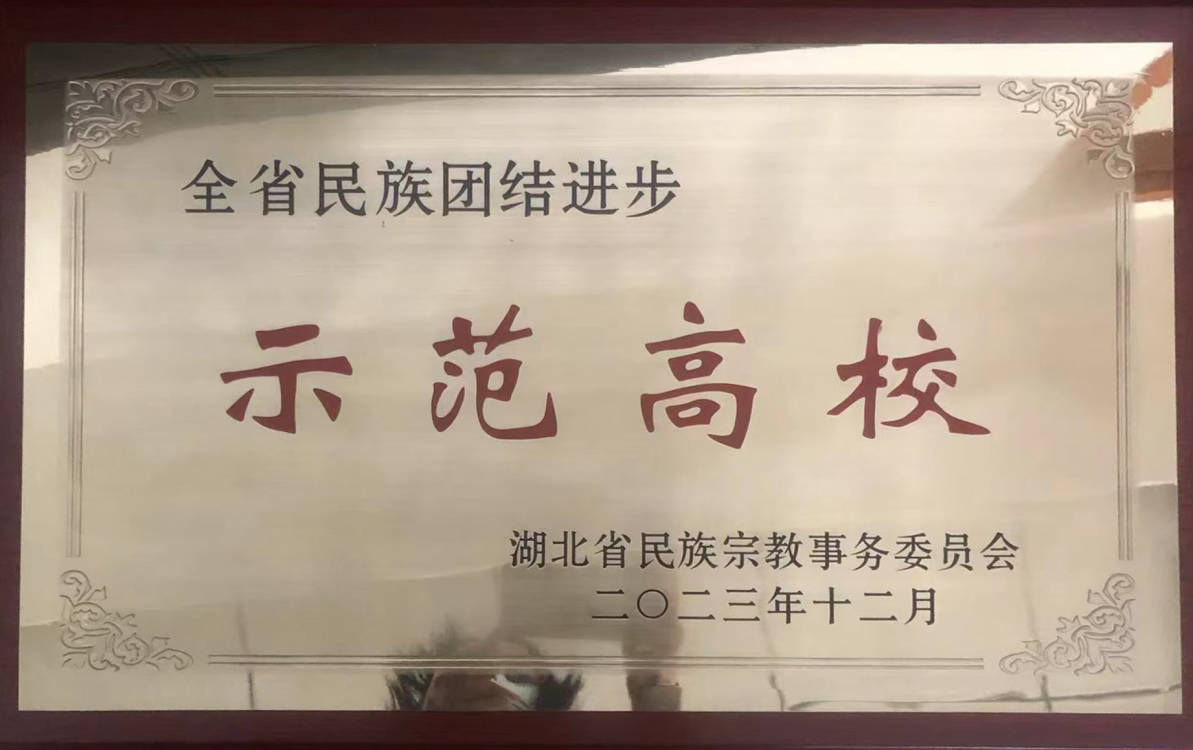 全省民族团结进步
示范高校
湖北省民族宗教事务委员会
二〇二三年十二月